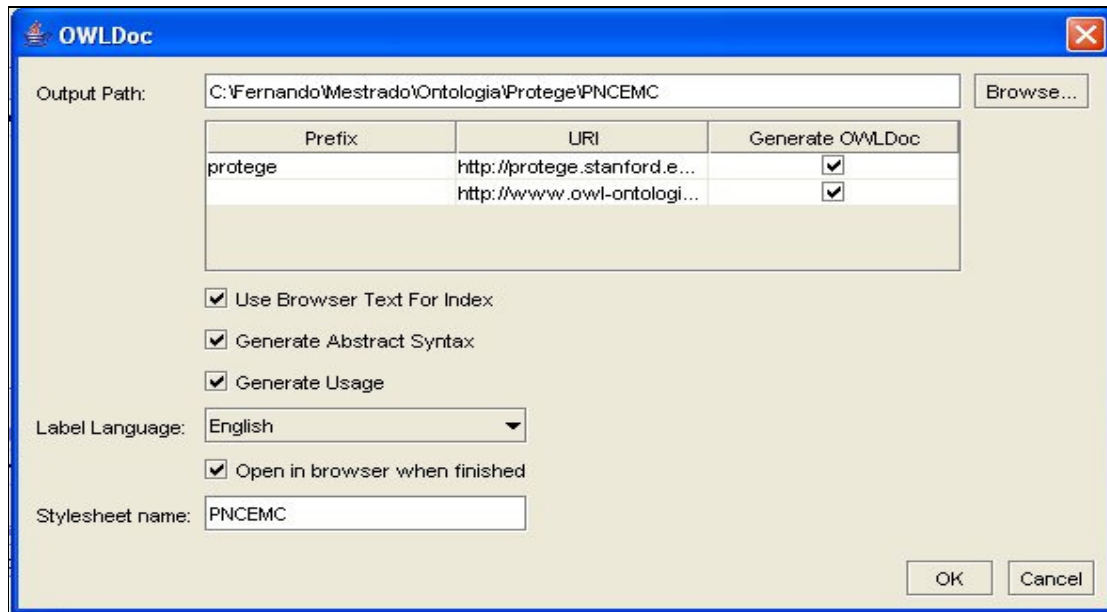 OWLDoc
Output Path: C:\Fernando\Mestrado\Ontologia\Protege\PNCEMC Browse...
Prefix URI Generate OWLDoc
protege http://protege.stanford.e...
http://www.owl-ontologi...
Use Browser Text For Index
Generate Abstract Syntax
Generate Usage
Label Language: English
Open in browser when finished
Stylesheet name: PNCEMC
OK Cancel